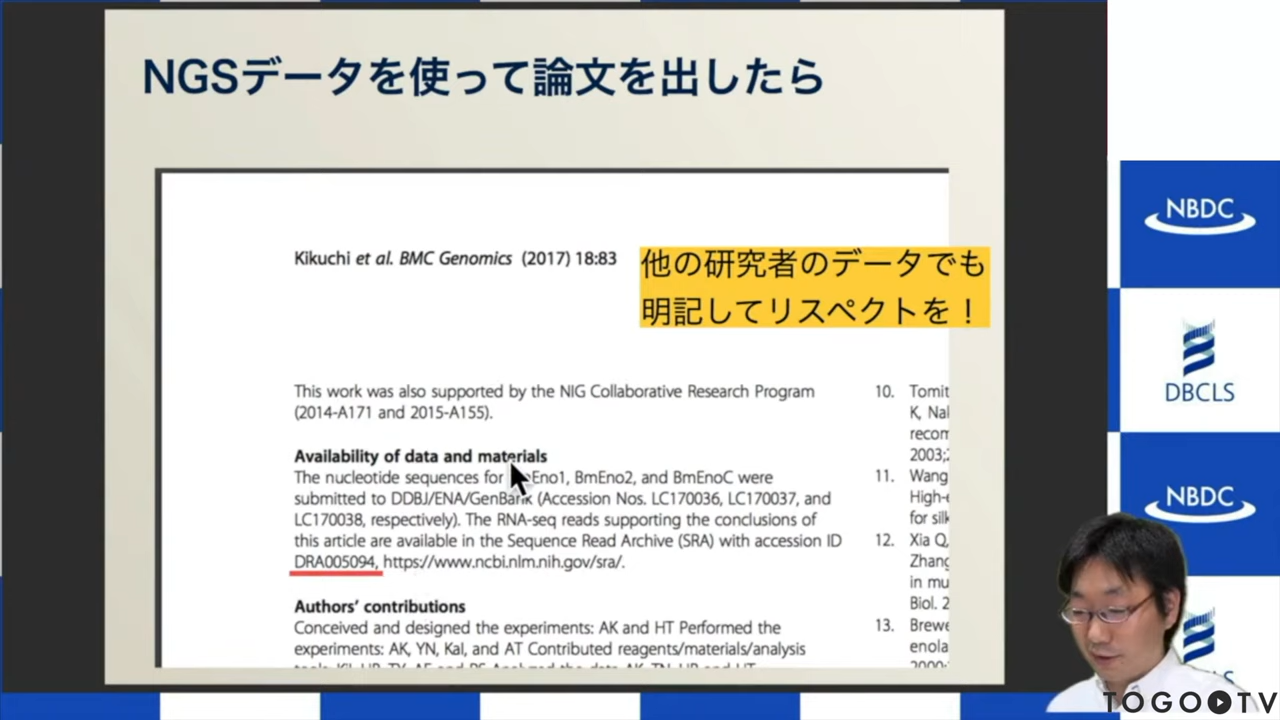 NGSデータを使って論文を出したら
Kikuchi et al. BMC Genomics (2017) 18:83
他の研究者のデータでも
明記してリスペクトを！
This work was also supported by the NIG Collaborative Research Program
(2014-A171 and 2015-A155).
Availability of data and materials
The nucleotide sequences for Eno1, BmEno2, and BmEnoC were
submitted to DDBJ/ENA/GenBank (Accession Nos. LC170036, LC170037, and
LC170038, respectively). The RNA-seq reads supporting the conclusions of
this article are available in the Sequence Read Archive (SRA) with accession ID
DRA005094, https://www.ncbi.nlm.nih.gov/sra/.
Authors' contributions
Conceived and designed the experiments: AK and HT Performed the
experiments: AK, YN, KaI, and AT Contributed reagents/materials/analysis
10. Tomit
K, Nal
recom
2003;
11. Wang
High-e
for silk
12. Xia Q,
Zhang
in mu
Biol. 2
13. Brewe
enola
NBDC
DBCLS
NBDC
TOGO TV